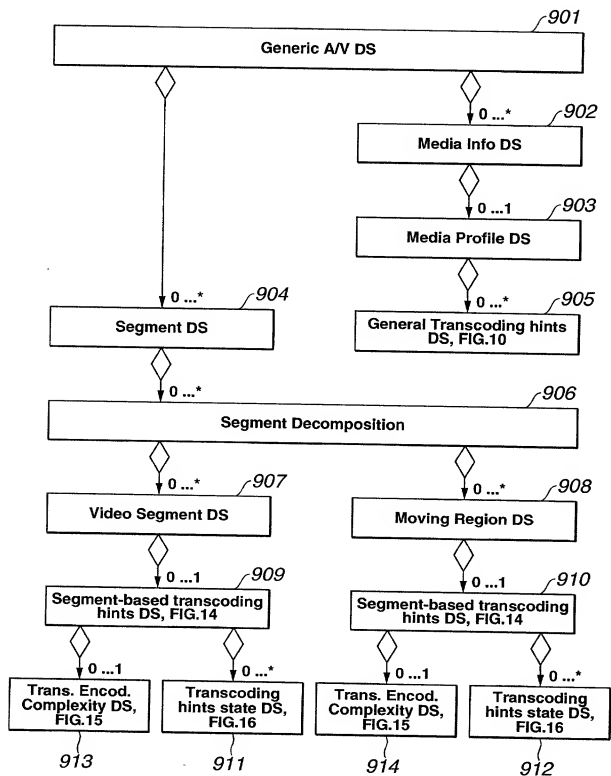 901
Generic A/V DS
0 ...*
902
Media Info DS
0 ...1
903
Media Profile DS
0 ...*
904
0 ...*
905
Segment DS
General Transcoding hints
DS, FIG.10
0 ...*
906
Segment Decomposition
0 ...*
907
0 ...*
908
Video Segment DS
Moving Region DS
0 ...1
909
0 ...1
910
Segment-based transcoding
hints DS, FIG.14
Segment-based transcoding
hints DS, FIG.14
0 ...1
0 ...*
0 ...1
0 ...*
Trans. Encod.
Complexity DS,
FIG.15
Transcoding
hints state DS,
FIG.16
Trans. Encod.
Complexity DS,
FIG.15
Transcoding
hints state DS,
FIG.16
913
911
914
912